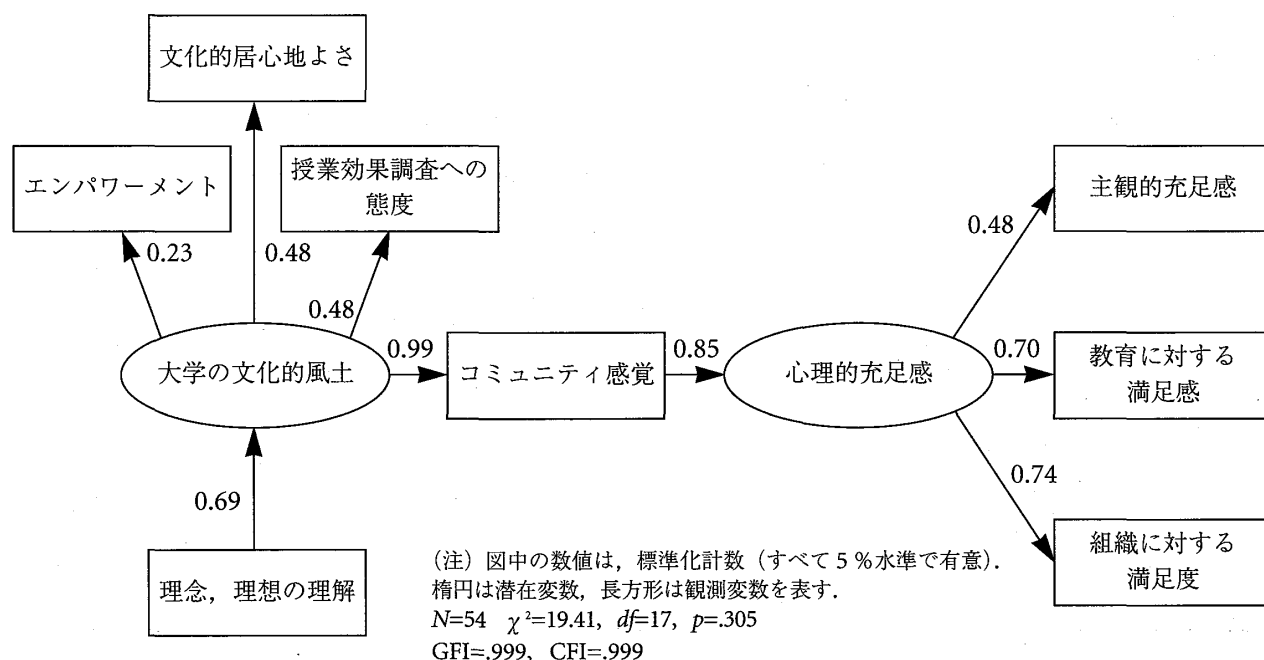 文化的居心地よさ
エンパワーメント
授業効果調査への
態度
主観的充足感
0.23
0.48
0.48
0.48
大学の文化的風土
0.99
コミュニティ感覚
0.85
心理的充足感
0.70
教育に対する
満足感
0.69
0.74
理念，理想の理解
組織に対する
満足度
（注）図中の数値は，標準化計数（すべて5％水準で有意）．
楕円は潜在変数，長方形は観測変数を表す．
N=54 χ²=19.41, df=17, p=.305
GFI=.999, CFI=.999